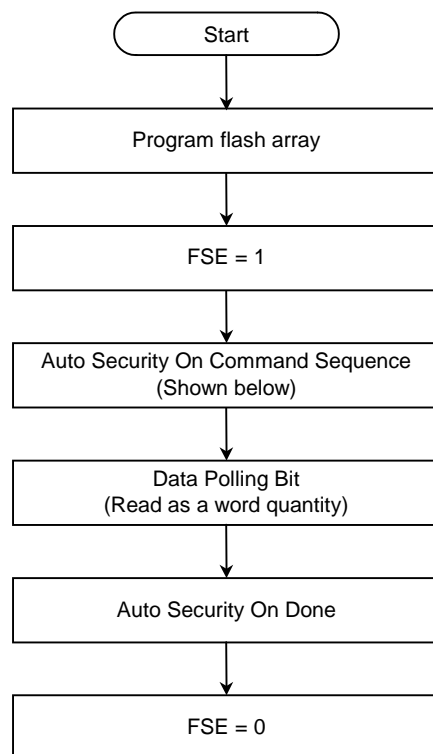 Start
Program flash array
FSE = 1
Auto Security On Command Sequence
(Shown below)
Data Polling Bit
(Read as a word quantity)
Auto Security On Done
FSE = 0